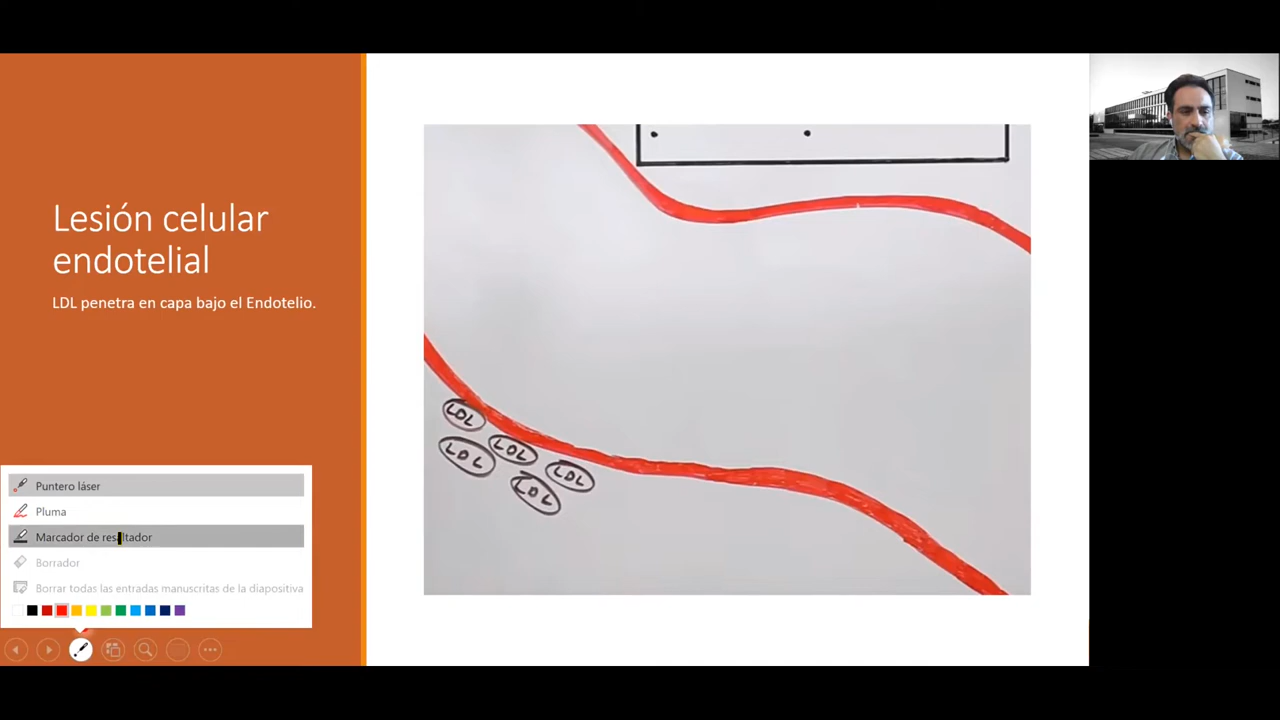 Lesión celular
endotelial
LDL penetra en capa bajo el Endotelio.
LDL
LDL
LDL
LDL
LDL
Puntero láser
Pluma
Marcador de resaltador
Borrador
Borrar todas las entradas manuscritas de la diapositiva